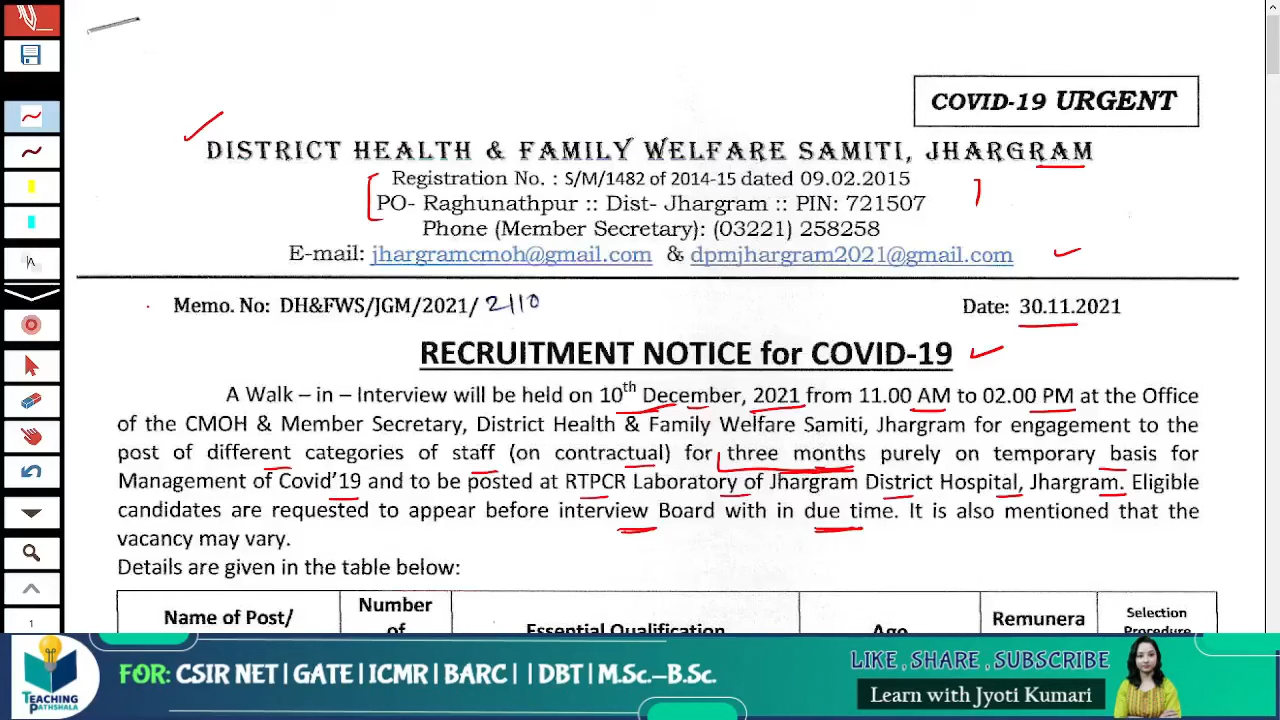 COVID-19 URGENT
DISTRICT HEALTH & FAMILY WELFARE SAMITI, JHARGRAM
Registration No. : S/M/1482 of 2014-15 dated 09.02.2015
PO- Raghunathpur :: Dist- Jhargram :: PIN: 721507
Phone (Member Secretary): (03221) 258258
E-mail: jhargramcmoh@gmail.com & dpmjhargram2021@gmail.com
Memo. No: DH&FWS/JGM/2021/ 2110 Date: 30.11.2021
RECRUITMENT NOTICE for COVID-19
A Walk – in – Interview will be held on 10th December, 2021 from 11.00 AM to 02.00 PM at the Office
of the CMOH & Member Secretary, District Health & Family Welfare Samiti, Jhargram for engagement to the
post of different categories of staff (on contractual) for three months purely on temporary basis for
Management of Covid'19 and to be posted at RTPCR Laboratory of Jhargram District Hospital, Jhargram. Eligible
candidates are requested to appear before interview Board with in due time. It is also mentioned that the
vacancy may vary.
Details are given in the table below:
Name of Post/ Number of Essential Qualification Age Remunera Selection Procedure
1
TEACHING PATHSHALA
FOR: CSIR NET | GATE | ICMR | BARC | | DBT | M.Sc.–B.Sc.
LIKE, SHARE, SUBSCRIBE
Learn with Jyoti Kumari